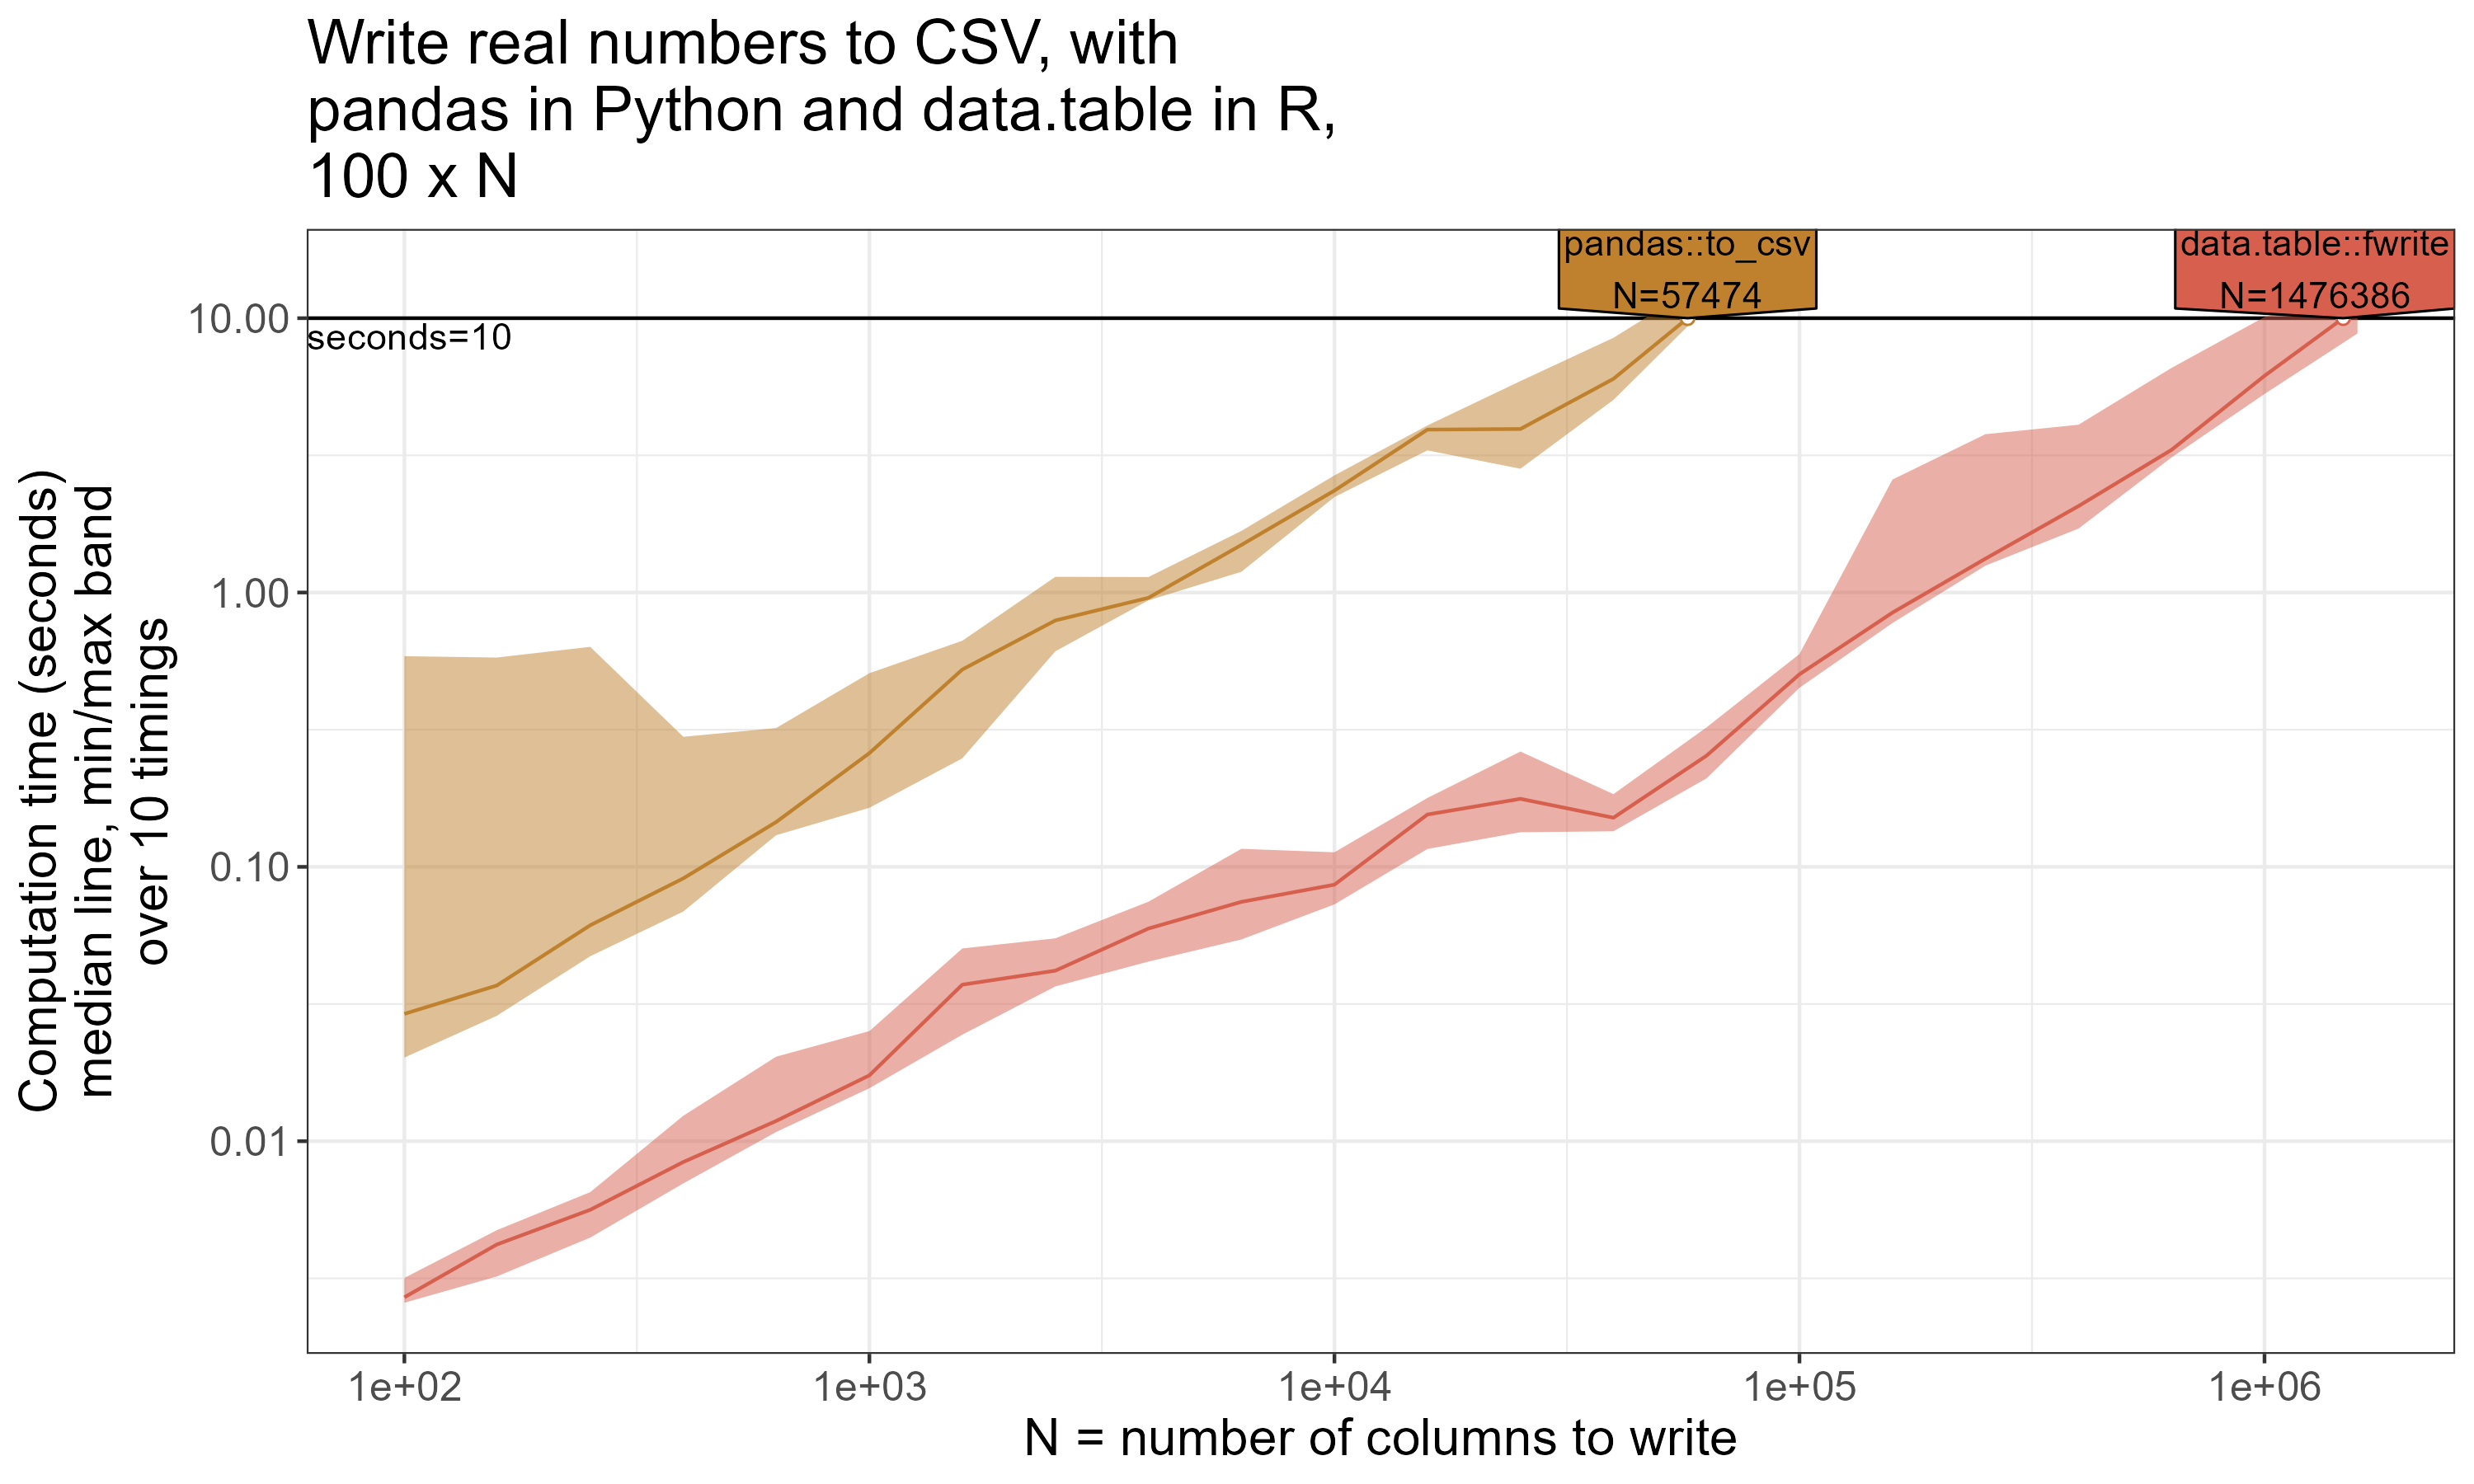 Write real numbers to CSV, with
pandas in Python and data.table in R,
100 x N
pandas::to_csv
N=57474
data.table::fwrite
N=1476386
seconds=10
10.00
1.00
0.10
0.01
Computation time (seconds)
median line, min/max band
over 10 timings
1e+02
1e+03
1e+04
1e+05
1e+06
N = number of columns to write